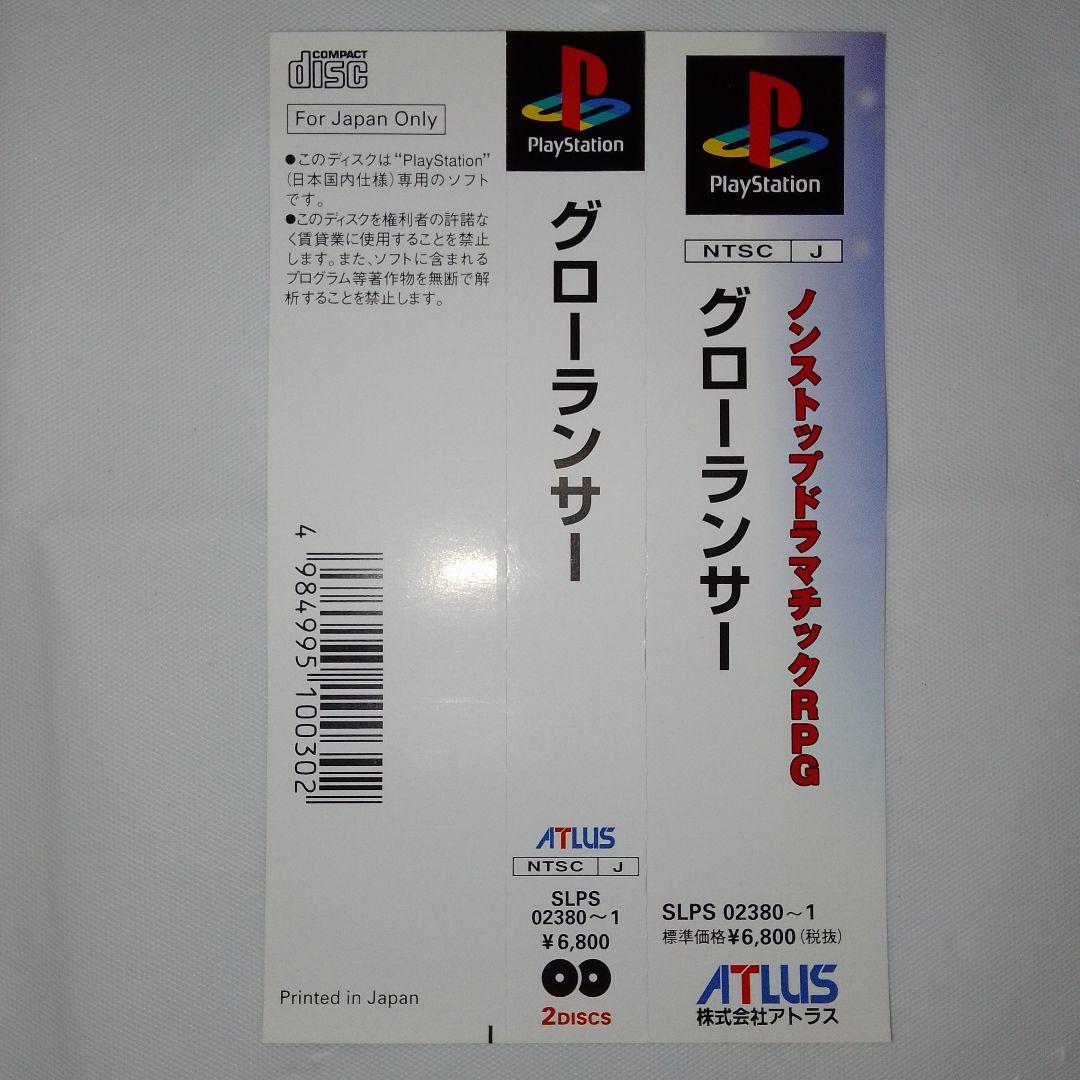 COMPACT
disc
For Japan Only
●このディスクは“PlayStation”
(日本国内仕様)専用のソフト
です。
●このディスクを権利者の許諾な
く賃貸業に使用することを禁止
します。また、ソフトに含まれる
プログラム等著作物を無断で解
析することを禁止します。
4 984995 100302
Printed in Japan
PlayStation
グローランサー
ATLUS
NTSC J
SLPS
02380～1
¥6,800
2DISCS
PlayStation
NTSC J
ノンストップドラマチックRPG
グローランサー
SLPS 02380～1
標準価格¥6,800(税抜)
ATLUS
株式会社アトラス